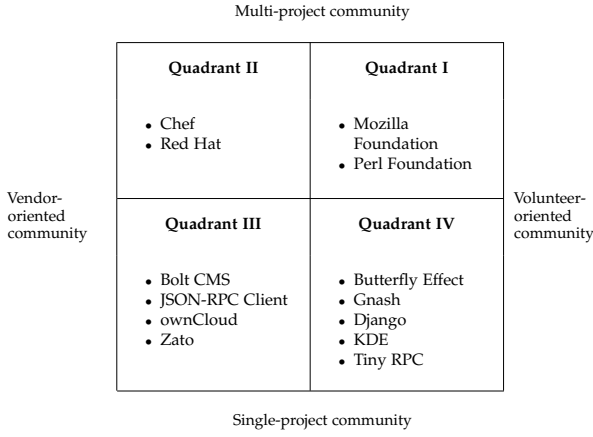 Multi-project community
Quadrant II
Quadrant I
• Chef
• Red Hat
• Mozilla
Foundation
• Perl Foundation
Vendor-
oriented
community
Volunteer-
oriented
community
Quadrant III
Quadrant IV
• Bolt CMS
• JSON-RPC Client
• ownCloud
• Zato
• Butterfly Effect
• Gnash
• Django
• KDE
• Tiny RPC
Single-project community